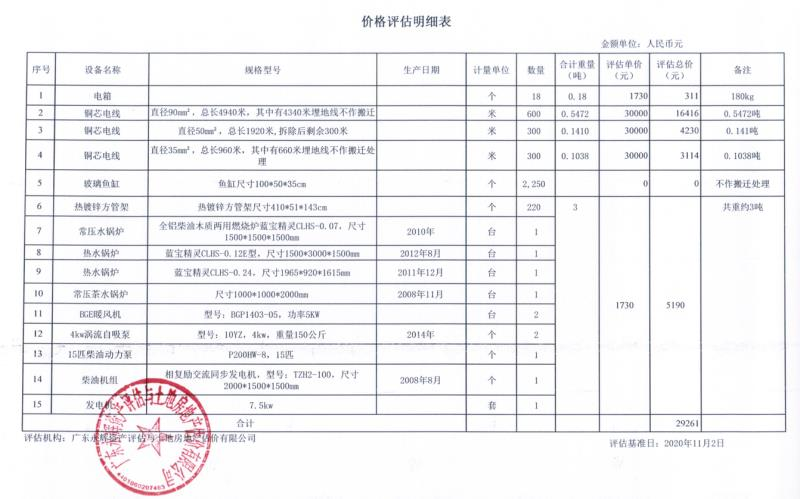 价格评估明细表
金额单位：人民币元
序号 设备名称 规格型号 生产日期 计量单位 数量 合计重量（吨） 评估单价（元） 评估总价（元） 备注
1 电箱 个 18 0.18 1730 311 180kg
2 铜芯电线 直径90mm²，总长4940米，其中有4340米埋地线不作搬迁 米 600 0.5472 30000 16416 0.5472吨
3 铜芯电线 直径50mm²，总长1920米,拆除后剩余300米 米 300 0.1410 30000 4230 0.141吨
4 铜芯电线 直径35mm²，总长960米，其中有660米埋地线不作搬迁处理 米 300 0.1038 30000 3114 0.1038吨
5 玻璃鱼缸 鱼缸尺寸100*50*35cm 个 2,250 0 0 不作搬迁处理
6 热镀锌方管架 热镀锌方管架尺寸410*51*143cm 个 220 3 共重约3吨
7 常压水锅炉 全铝柴油木质两用燃烧炉蓝宝精灵CLHS-0.07，尺寸1500*1500*1500mm 2010年 台 1
8 热水锅炉 蓝宝精灵CLHS-0.12E型，尺寸1500*3000*1500mm 2012年8月 台 1
9 热水锅炉 蓝宝精灵CLHS-0.24，尺寸1965*920*1615mm 2011年12月 台 1
10 常压茶水锅炉 尺寸1000*1000*2000mm 2008年11月 台 1
1730 5190
11 BGE暖风机 型号：BGP1403-05，功率5KW 台 2
12 4kw涡流自吸泵 型号：10YZ，4kw，重量150公斤 2014年 个 2
13 15匹柴油动力泵 P200HW-8，15匹 个 1
14 柴油机组 相复励交流同步发电机，型号：TZH2-100，尺寸2000*1500*1500mm 2008年8月 个 1
15 发电机 7.5kw 套 1
合计 29261
评估机构：广东永辉资产评估与土地房地产估价有限公司 评估基准日：2020年11月2日